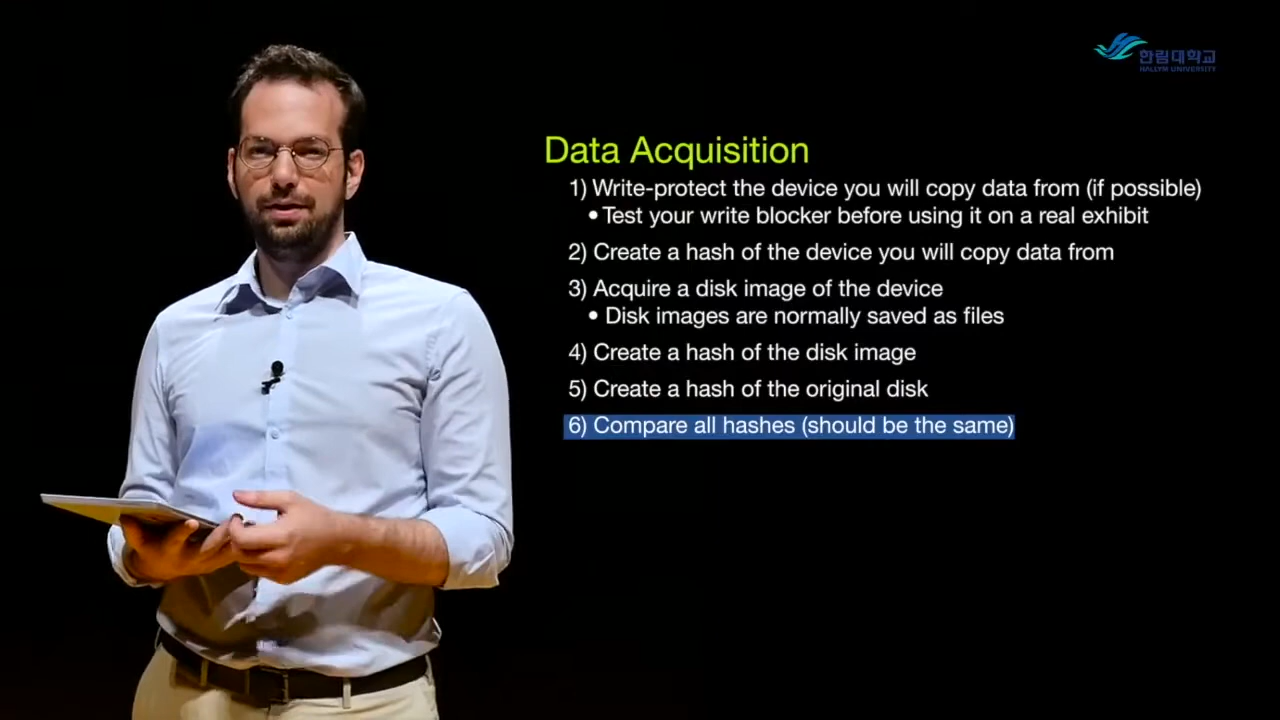 한림대학교
HALLYM UNIVERSITY
Data Acquisition
1) Write-protect the device you will copy data from (if possible)
• Test your write blocker before using it on a real exhibit
2) Create a hash of the device you will copy data from
3) Acquire a disk image of the device
• Disk images are normally saved as files
4) Create a hash of the disk image
5) Create a hash of the original disk
6) Compare all hashes (should be the same)